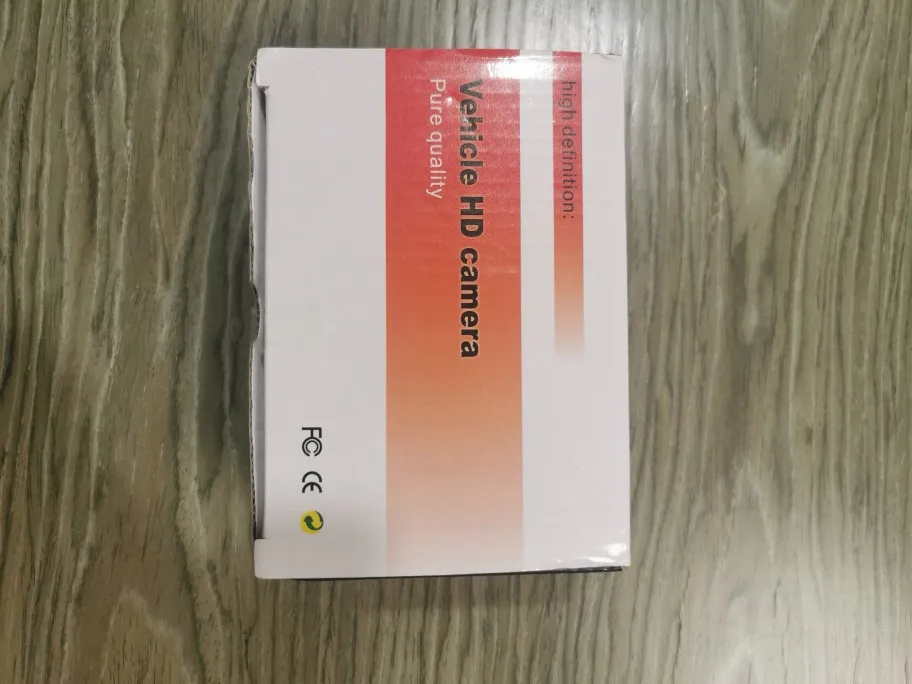 high definition:
Vehicle HD camera
Pure quality
FC CE